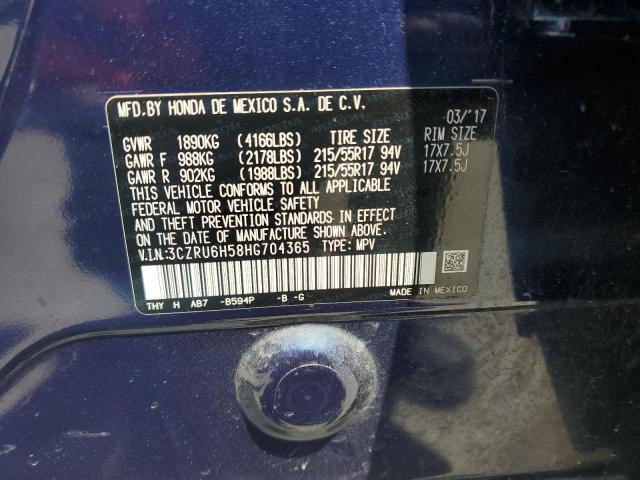 MFD.BY HONDA DE MEXICO S.A. DE C.V.
03/'17
GVWR 1890KG (4166LBS) TIRE SIZE RIM SIZE
GAWR F 988KG (2178LBS) 215/55R17 94V 17X7.5J
GAWR R 902KG (1988LBS) 215/55R17 94V 17X7.5J
THIS VEHICLE CONFORMS TO ALL APPLICABLE
FEDERAL MOTOR VEHICLE SAFETY
AND THEFT PREVENTION STANDARDS IN EFFECT
ON THE DATE OF MANUFACTURE SHOWN ABOVE.
V.I.N:3CZRU6H58HG704365 TYPE: MPV
THY H AB7 -B594P -B -G MADE IN MEXICO